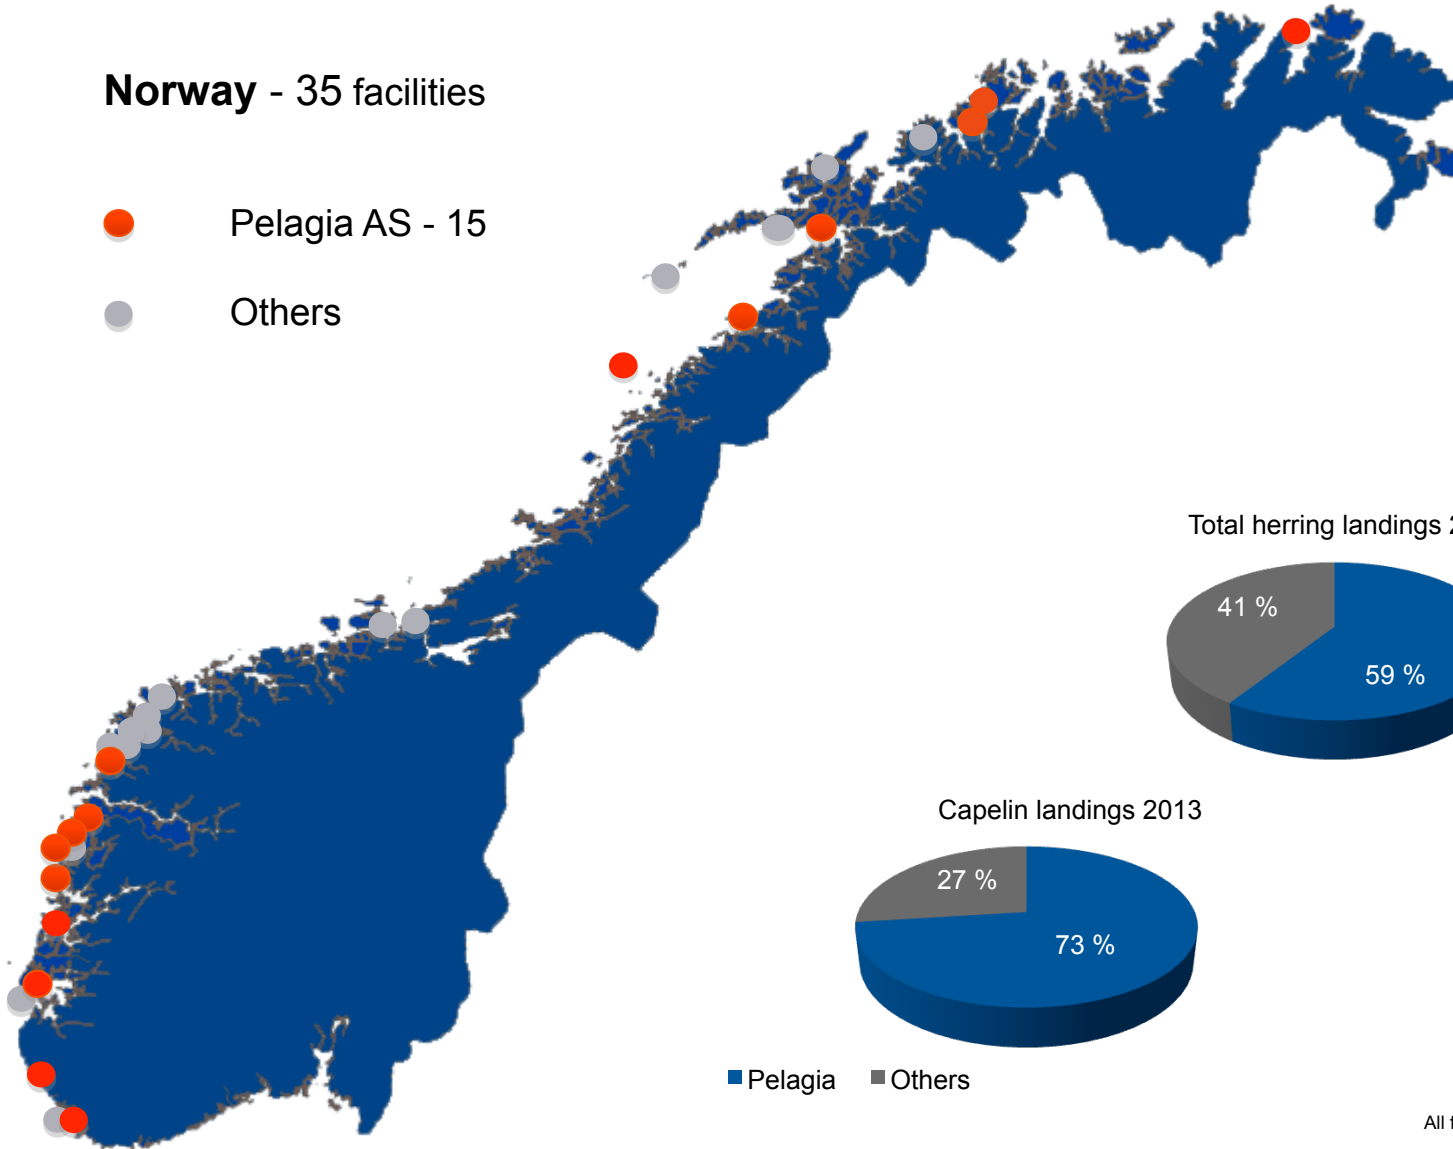 Norway - 35 facilities
Pelagia AS - 15
Others
Total herring landings
41 %
59 %
Capelin landings 2013
27 %
73 %
Pelagia
Others
All